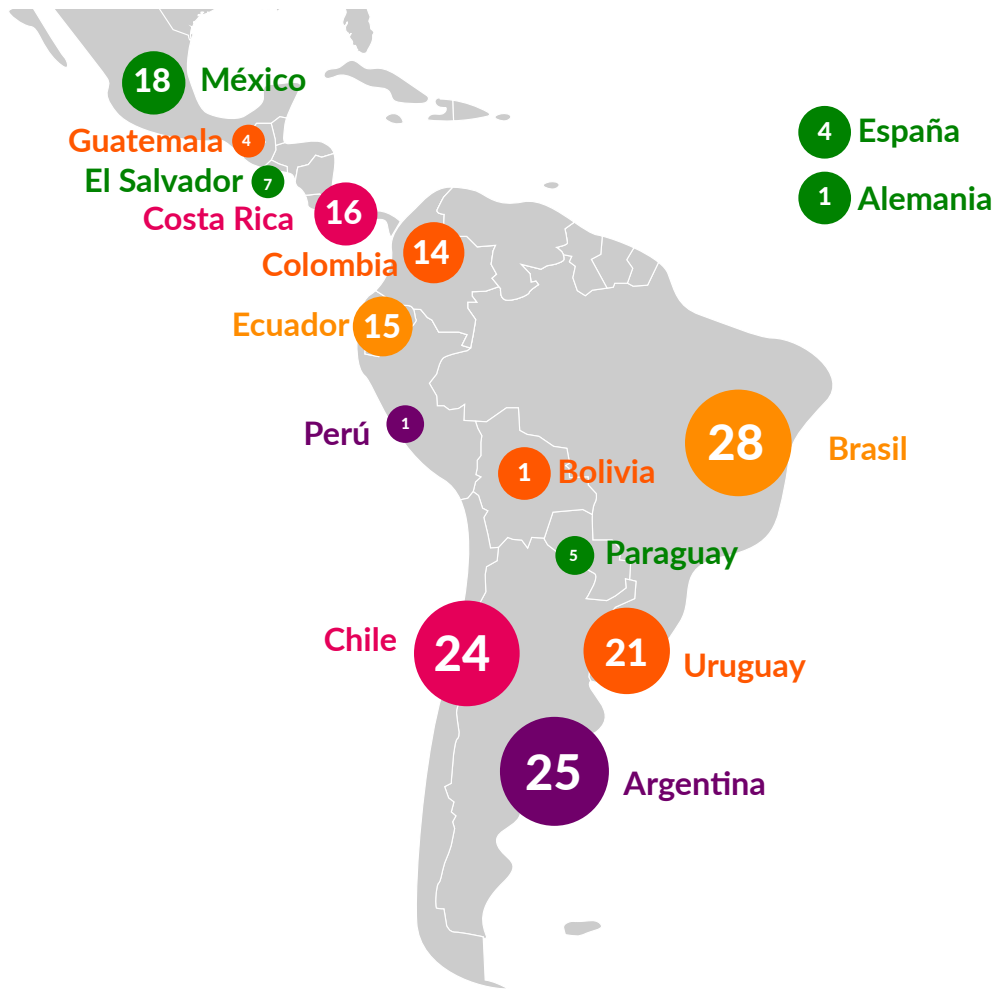 18 México
Guatemala 4
4 España
El Salvador 7
1 Alemania
Costa Rica 16
Colombia 14
Ecuador 15
Perú 1
28 Brasil
1 Bolivia
5 Paraguay
Chile 24
21 Uruguay
25 Argentina